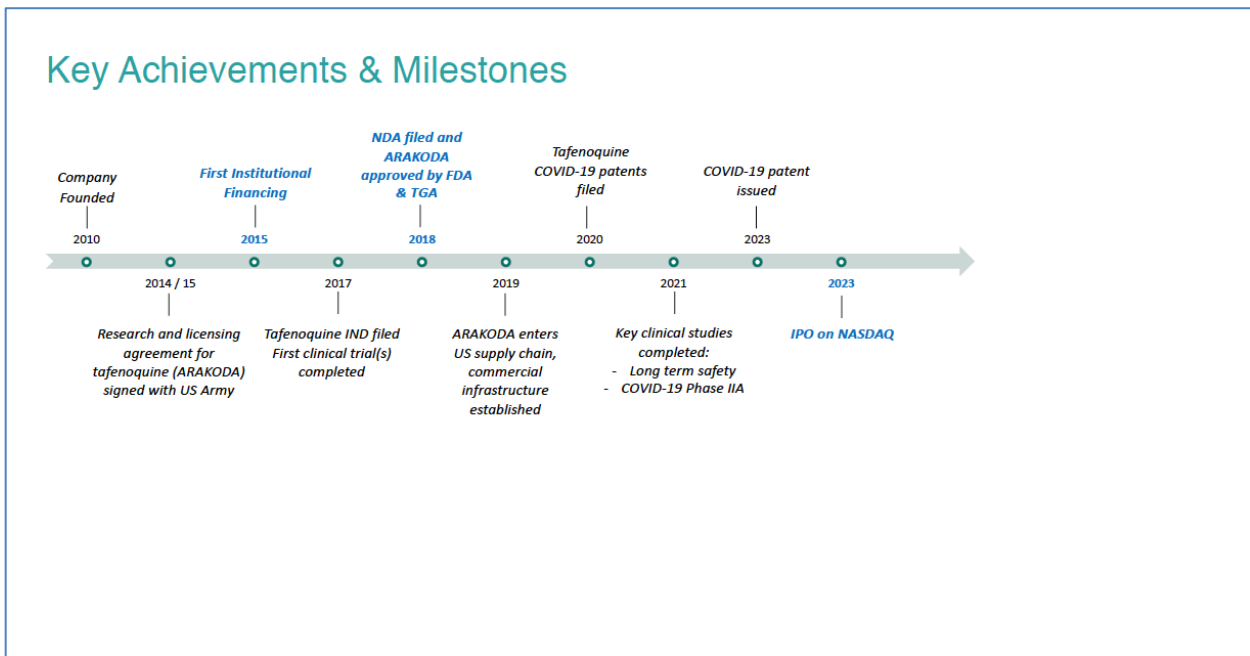 Key Achievements & Milestones
Company
Founded
2010
2014 / 15
Research and licensing
agreement for
tafenoquine (ARAKODA)
signed with US Army
First Institutional
Financing
2015
2017
Tafenoquine IND filed
First clinical trial(s)
completed
NDA filed and
ARAKODA
approved by FDA
& TGA
2018
2019
ARAKODA enters
US supply chain,
commercial
infrastructure
established
Tafenoquine
COVID-19 patents
filed
2020
2021
Key clinical studies
completed:
- Long term safety
- COVID-19 Phase IIA
COVID-19 patent
issued
2023
2023
IPO on NASDAQ